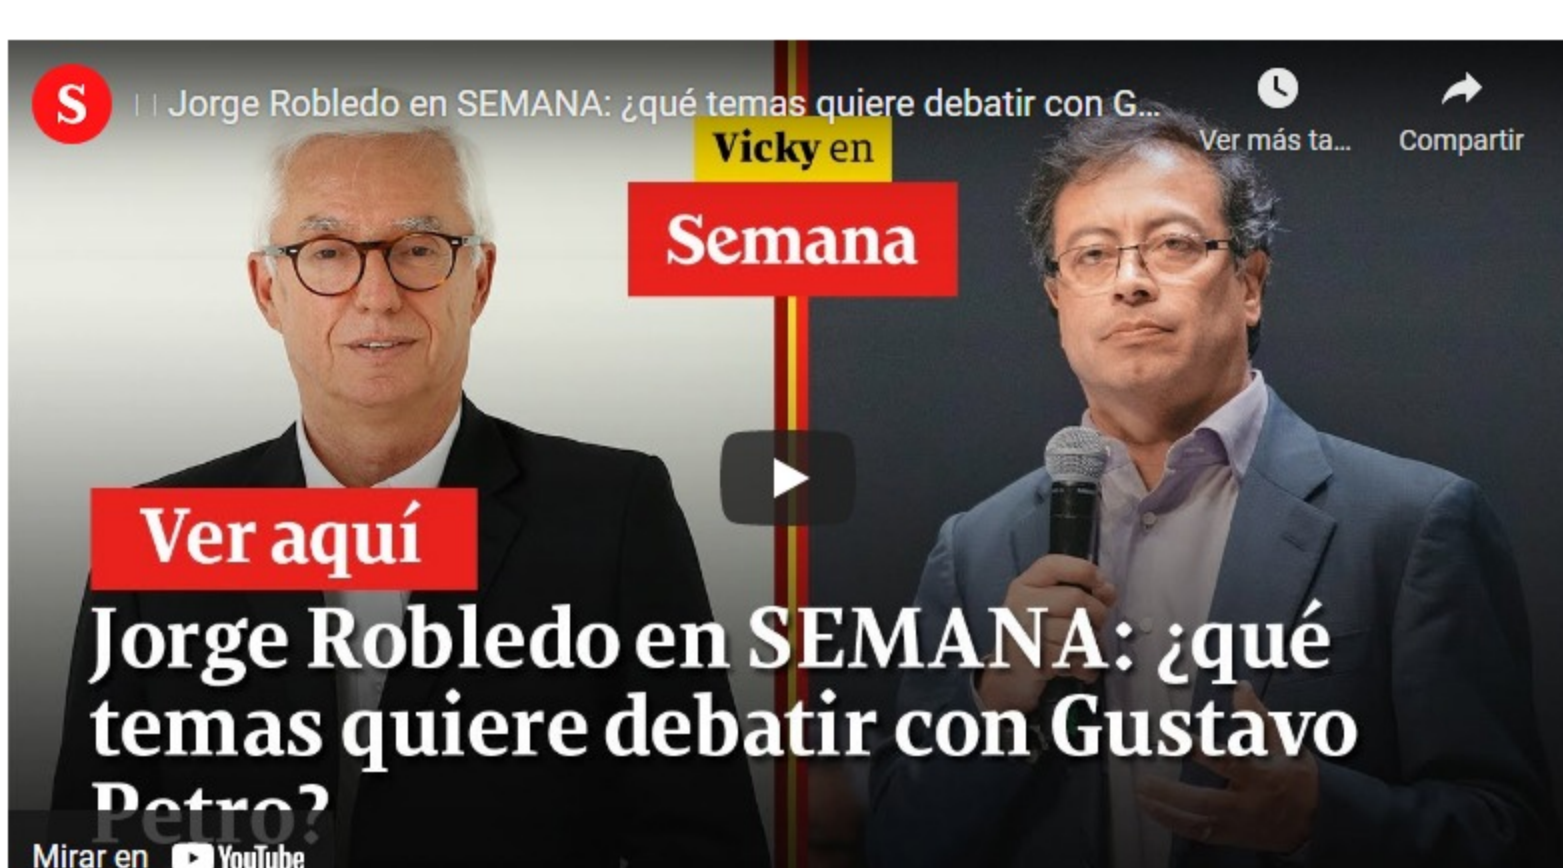 S
Jorge Robledo en SEMANA: ¿qué temas quiere debatir con G...
Ver más ta...
Compartir
Vicky en
Semana
Ver aquí
Jorge Robledo en SEMANA: ¿qué
temas quiere debatir con Gustavo
Petro?
Mirar en YouTube